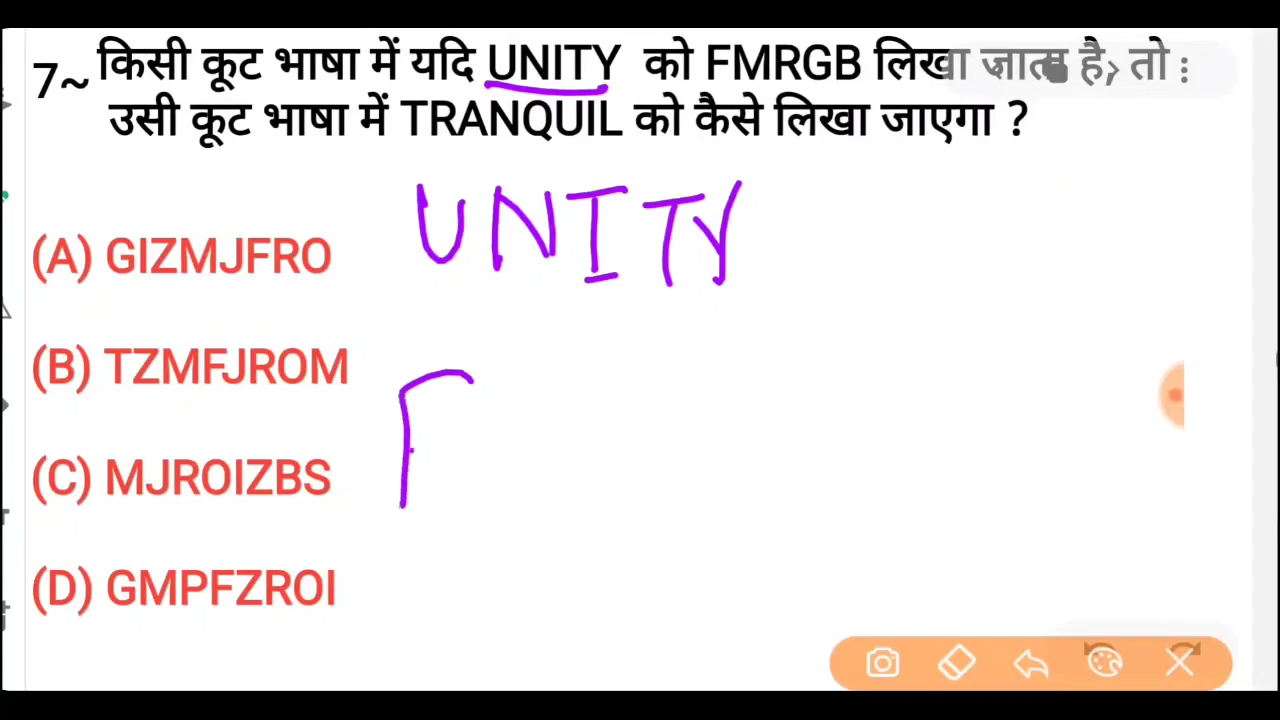 7~ किसी कूट भाषा में यदि UNITY को FMRGB लिखा जाता है, तो :
उसी कूट भाषा में TRANQUIL को कैसे लिखा जाएगा ?
UNITY
(A) GIZMJFRO
(B) TZMFJROM
(C) MJROIZBS
(D) GMPFZROI